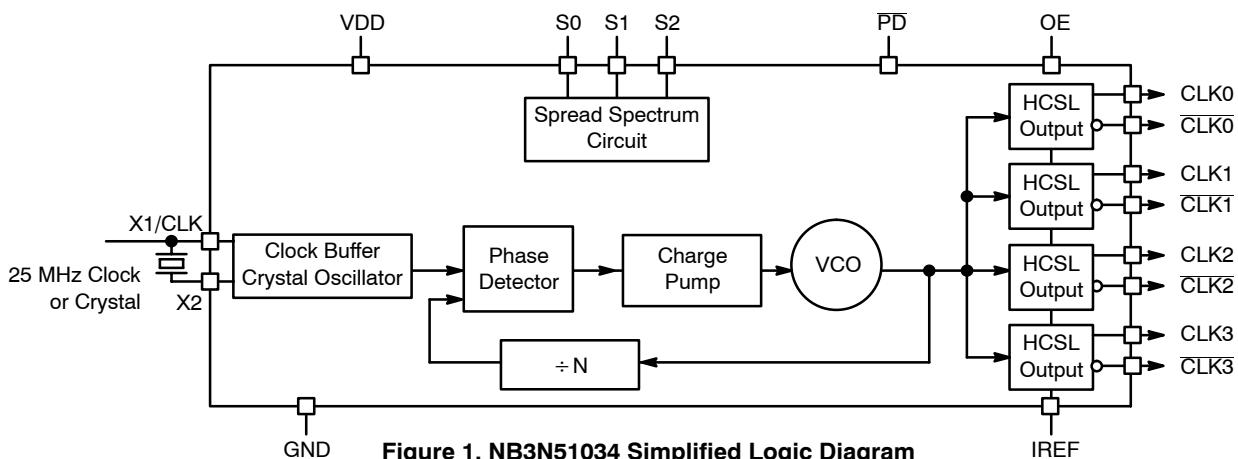 VDD
S0 S1 S2
PD
OE
Spread Spectrum
Circuit
HCSL
Output
CLK0
CLK0
HCSL
Output
CLK1
CLK1
X1/CLK
25 MHz Clock
or Crystal
X2
Clock Buffer
Crystal Oscillator
Phase
Detector
Charge
Pump
VCO
÷ N
HCSL
Output
CLK2
CLK2
HCSL
Output
CLK3
CLK3
GND
IREF
Figure 1. NB3N51034 Simplified Logic Diagram